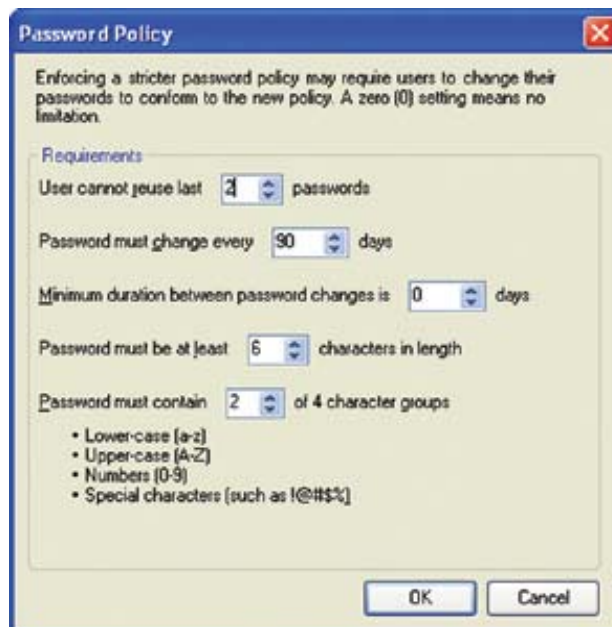 Password Policy
Enforcing a stricter password policy may require users to change their
passwords to conform to the new policy. A zero (0) setting means no
limitation.
Requirements
User cannot reuse last 2 passwords
Password must change every 90 days
Minimum duration between password changes is 0 days
Password must be at least 6 characters in length
Password must contain 2 of 4 character groups
• Lower-case (a-z)
• Upper-case (A-Z)
• Numbers (0-9)
• Special characters (such as !@#$%)
OK Cancel